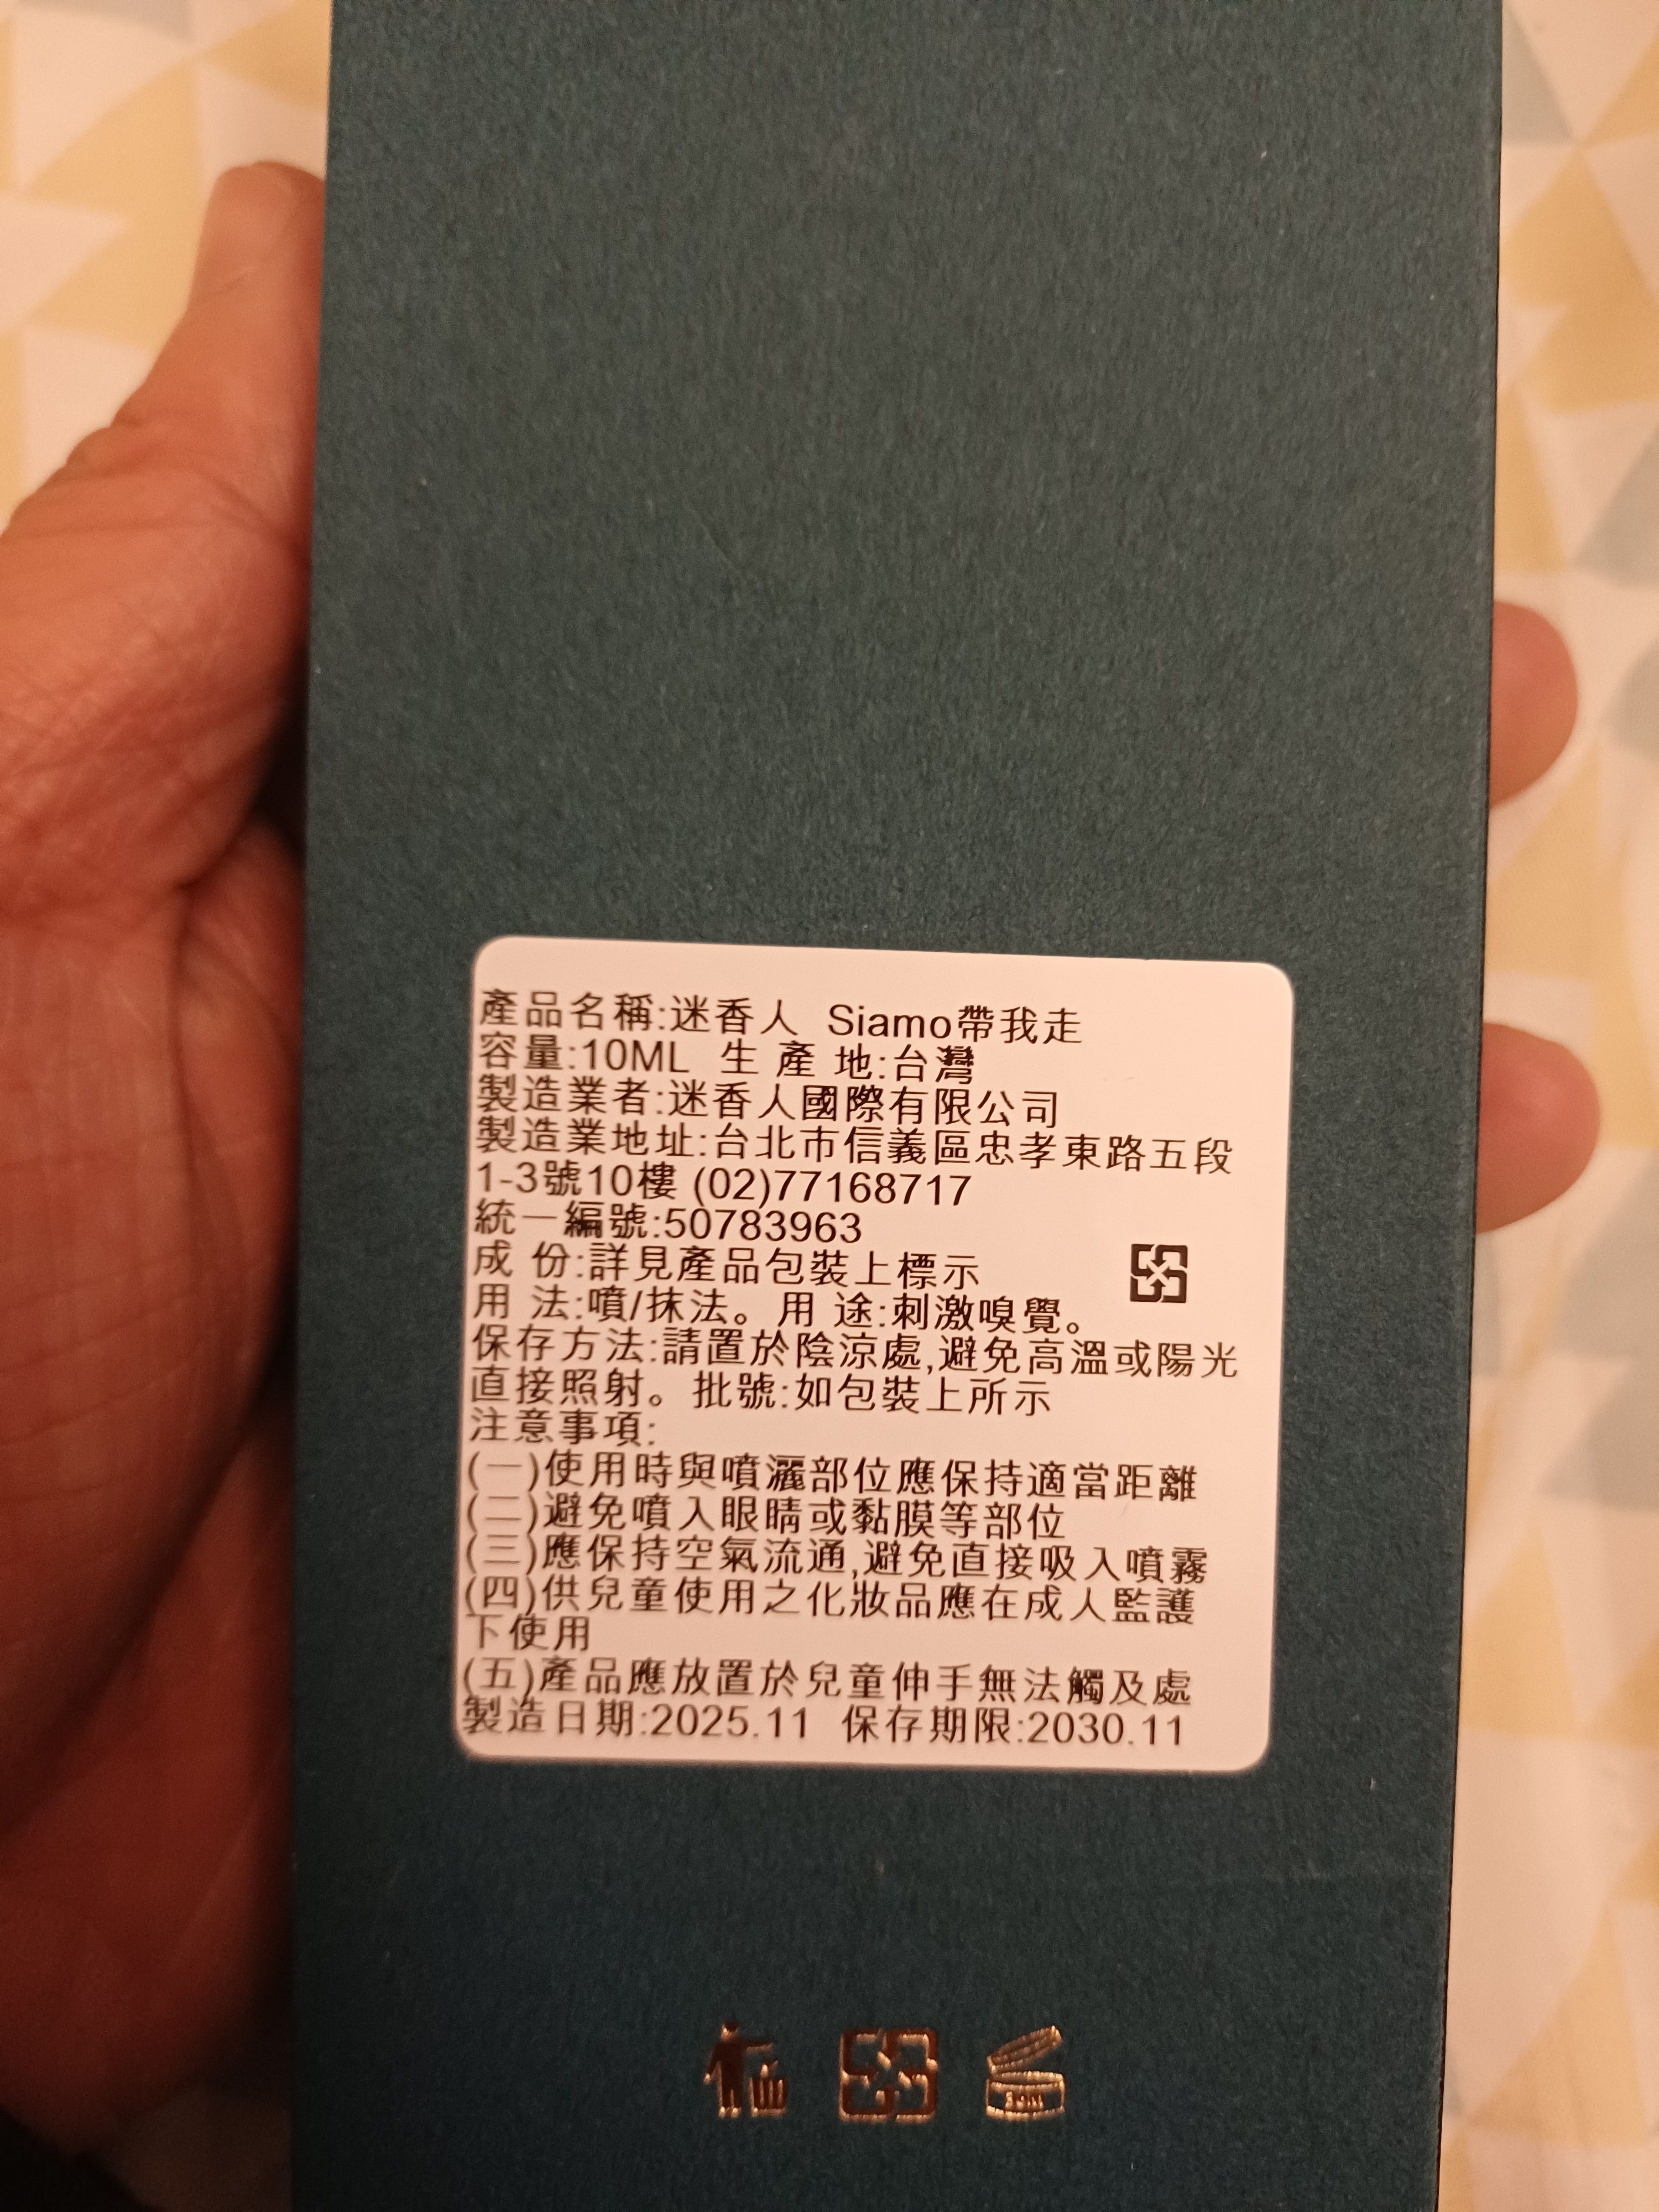 產品名稱:迷香人 Siamo帶我走
容量:10ML 生 產 地:台灣
製造業者:迷香人國際有限公司
製造業地址:台北市信義區忠孝東路五段
1-3號10樓 (02)77168717
統一編號:50783963
成 份:詳見產品包裝上標示
用 法:噴/抹法。用 途:刺激嗅覺。
保存方法:請置於陰涼處,避免高溫或陽光
直接照射。批號:如包裝上所示
注意事項:
(一)使用時與噴灑部位應保持適當距離
(二)避免噴入眼睛或黏膜等部位
(三)應保持空氣流通,避免直接吸入噴霧
(四)供兒童使用之化妝品應在成人監護
下使用
(五)產品應放置於兒童伸手無法觸及處
製造日期:2025.11 保存期限:2030.11